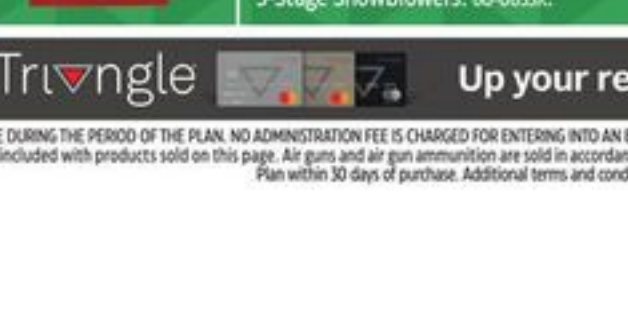 3-Stage Snowblowers.
Triangle
Up your re
E DURING THE PERIOD OF THE PLAN. NO ADMINISTRATION FEE IS CHARGED FOR ENTERING INTO AN
included with products sold on this page. Air guns and air gun ammunition are sold in accordan
Plan within 30 days of purchase. Additional terms and cond